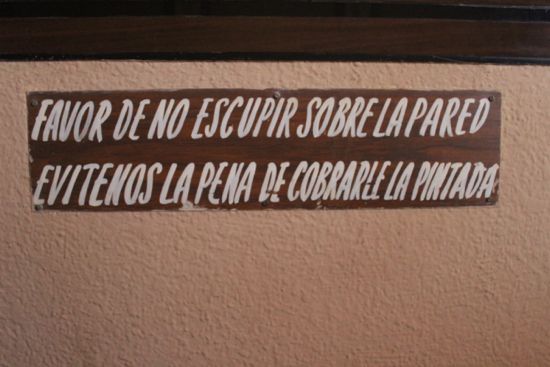 FAVOR DE NO ESCUPIR SOBRE LA PARED
EVITENOS LA PENA DE COBRARLE LA PINTADA